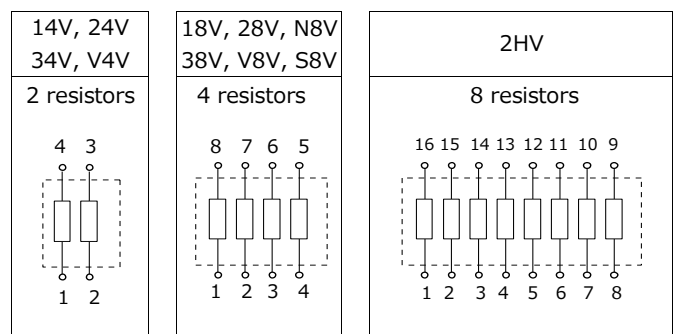 14V, 24V
34V, V4V
2 resistors
4 3
1 2
18V, 28V, N8V
38V, V8V, S8V
4 resistors
8 7 6 5
1 2 3 4
2HV
8 resistors
16 15 14 13 12 11 10 9
1 2 3 4 5 6 7 8